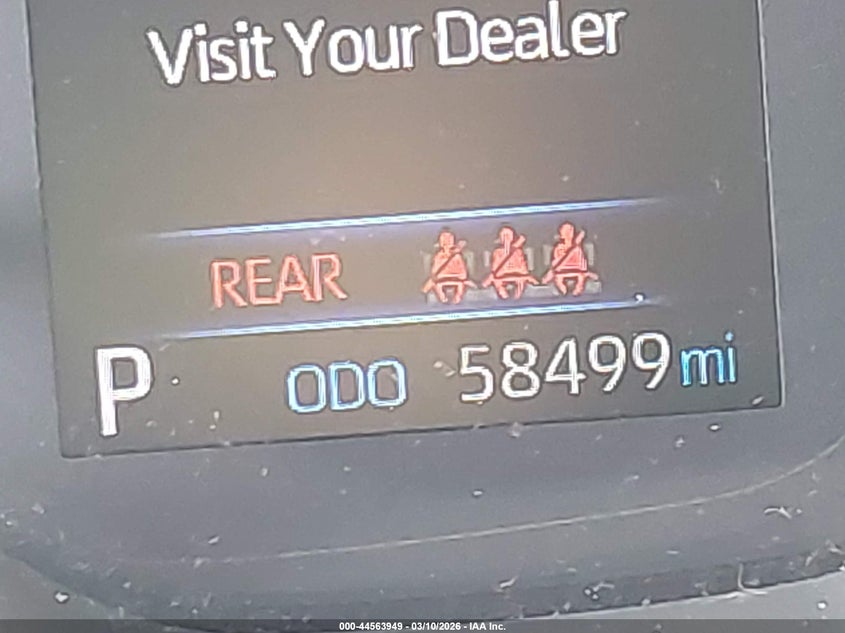 Visit Your Dealer
REAR
P ODO 58499 mi
000-44563949 - 03/10/2026 - IAA Inc.